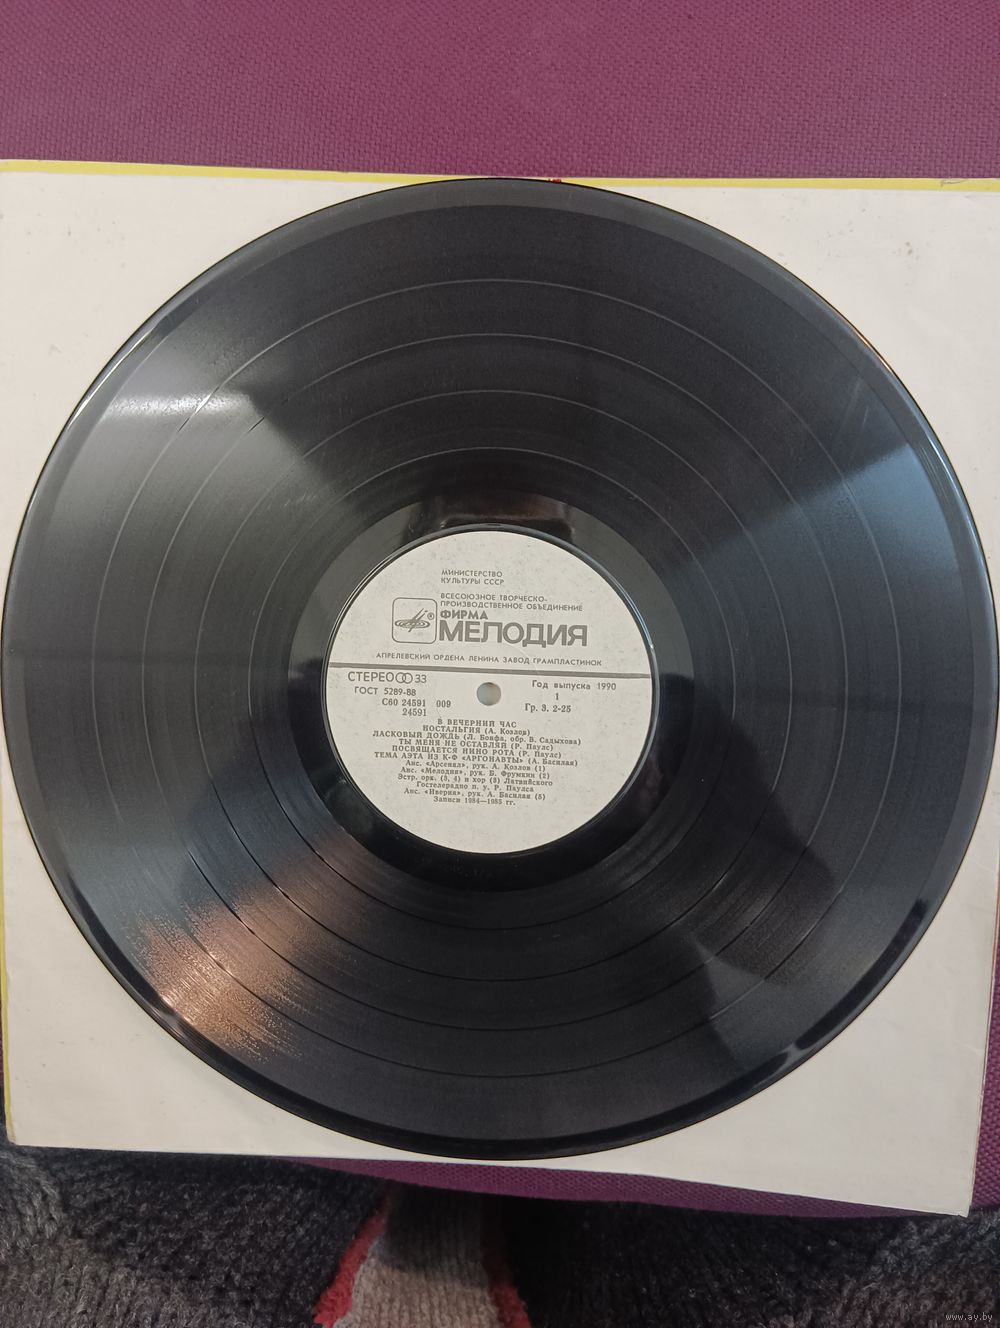 МИНИСТЕРСТВО
КУЛЬТУРЫ СССР
ВСЕСОЮЗНОЕ ТВОРЧЕСКО-
ПРОИЗВОДСТВЕННОЕ ОБЪЕДИНЕНИЕ
® ФИРМА
МЕЛОДИЯ
АПРЕЛЕВСКИЙ ОРДЕНА ЛЕНИНА ЗАВОД ГРАМПЛАСТИНОК
СТЕРЕО 33
ГОСТ 5289-88
С60 24591 009
24591
Год выпуска 1990
1
Гр. 3. 2-25
В ВЕЧЕРНИЙ ЧАС
НОСТАЛЬГИЯ (А. Козлов)
ЛАСКОВЫЙ ДОЖДЬ (Л. Бонфа, обр. В. Садыхова)
ТЫ МЕНЯ НЕ ОСТАВЛЯЙ (Р. Паулс)
ПОСВЯЩАЕТСЯ НИНО РОТА (Р. Паулс)
ТЕМА АЭТА ИЗ К-Ф «АРГОНАВТЫ» (А. Басилая)
Анс. «Арсенал», рук. А. Козлов (1)
Анс. «Мелодия», рук. Б. Фрумкин (2)
Эстр. орк. (3, 4) и хор (3) Латвийского
Гостелерадио п. у. Р. Паулса
Анс. «Иверия», рук. А. Басилая (5)
Записи 1984—1985 гг.
www.ay.by